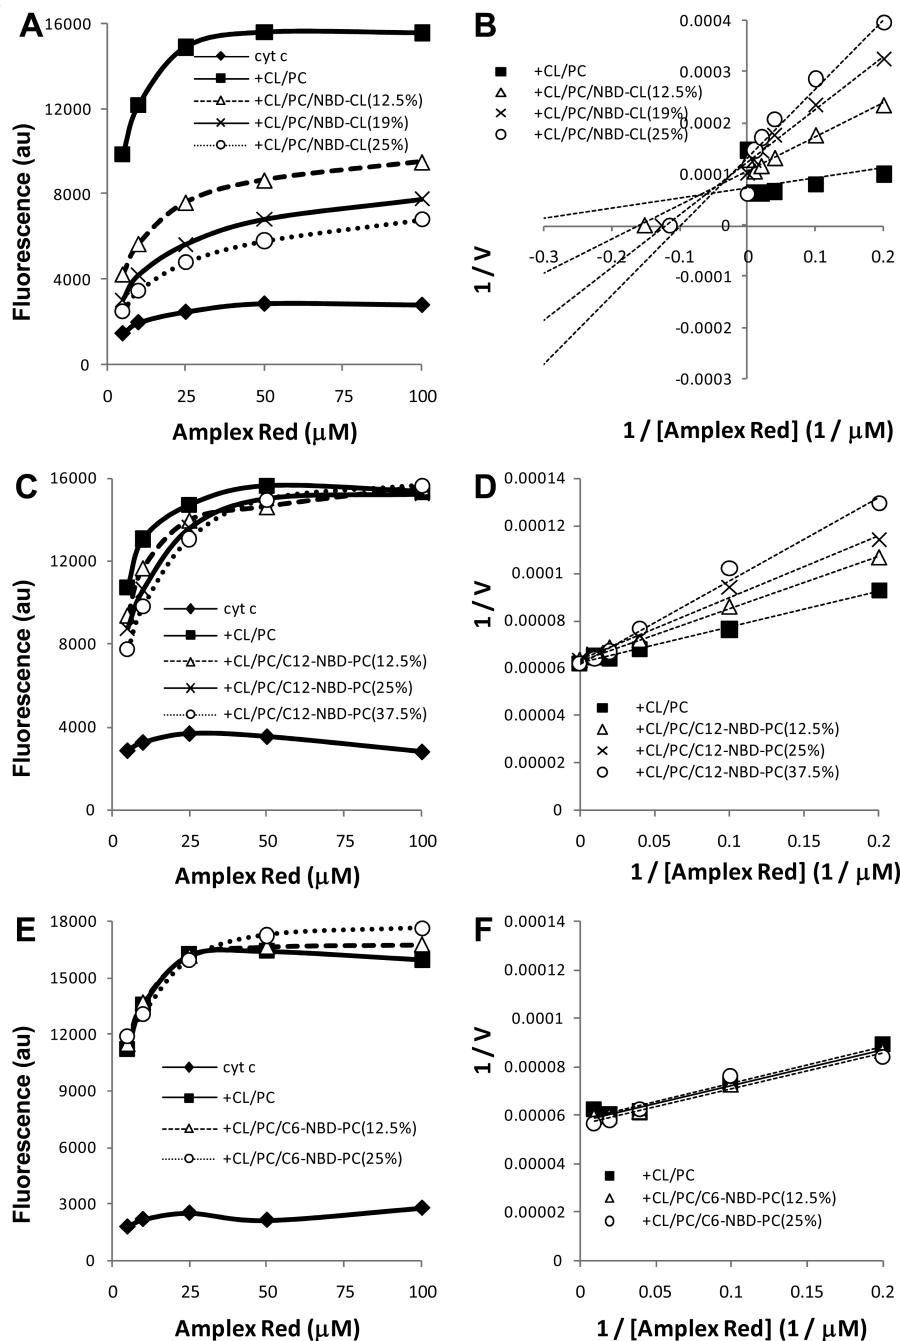 A
16000
12000
8000
4000
0
Fluorescence (au)
cyt c
+CL/PC
+CL/PC/NBD-CL(12.5%)
+CL/PC/NBD-CL(19%)
+CL/PC/NBD-CL(25%)
0 25 50 75 100
Amplex Red (μM)
B
+CL/PC
+CL/PC/NBD-CL(12.5%)
+CL/PC/NBD-CL(19%)
+CL/PC/NBD-CL(25%)
0.0004
0.0003
0.0002
0.0001
0
-0.0001
-0.0002
-0.0003
1 / V
-0.3 -0.2 -0.1 0 0.1 0.2
1 / [Amplex Red] (1 / μM)
C
16000
12000
8000
4000
0
Fluorescence (au)
cyt c
+CL/PC
+CL/PC/C12-NBD-PC(12.5%)
+CL/PC/C12-NBD-PC(25%)
+CL/PC/C12-NBD-PC(37.5%)
0 25 50 75 100
Amplex Red (μM)
D
0.00014
0.00012
0.0001
0.00008
0.00006
0.00004
0.00002
0
1 / V
+CL/PC
+CL/PC/C12-NBD-PC(12.5%)
+CL/PC/C12-NBD-PC(25%)
+CL/PC/C12-NBD-PC(37.5%)
0 0.05 0.1 0.15 0.2
1 / [Amplex Red] (1 / μM)
E
18000
15000
12000
9000
6000
3000
0
Fluorescence (au)
cyt c
+CL/PC
+CL/PC/C6-NBD-PC(12.5%)
+CL/PC/C6-NBD-PC(25%)
0 25 50 75 100
Amplex Red (μM)
F
0.00014
0.00012
0.0001
0.00008
0.00006
0.00004
0.00002
0
1 / V
+CL/PC
+CL/PC/C6-NBD-PC(12.5%)
+CL/PC/C6-NBD-PC(25%)
0 0.05 0.1 0.15 0.2
1 / [Amplex Red] (1 / μM)